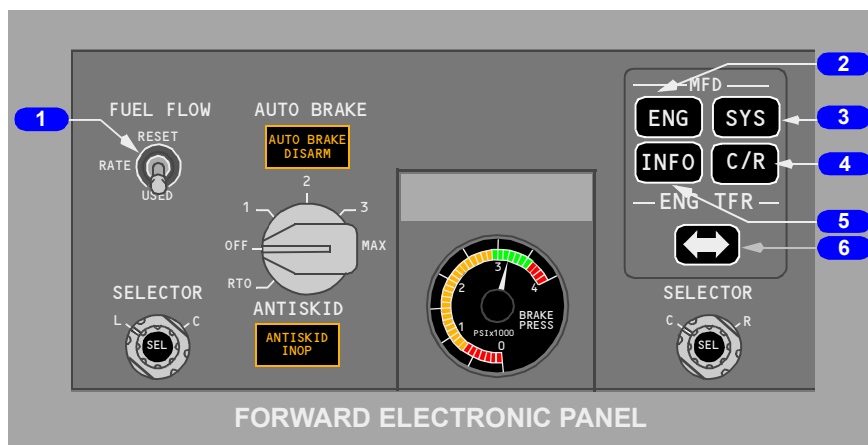 FUEL FLOW
RESET
RATE
USED
1
AUTO BRAKE
AUTO BRAKE
DISARM
2
1
3
OFF
MAX
RTO
ANTISKID
ANTISKID
INOP
SELECTOR
L
C
SEL
3
2
4
1
PSIx1000
0
BRAKE
PRESS
MFD
ENG
SYS
INFO
C/R
ENG TFR
2
3
4
5
6
SELECTOR
C
R
SEL
FORWARD ELECTRONIC PANEL